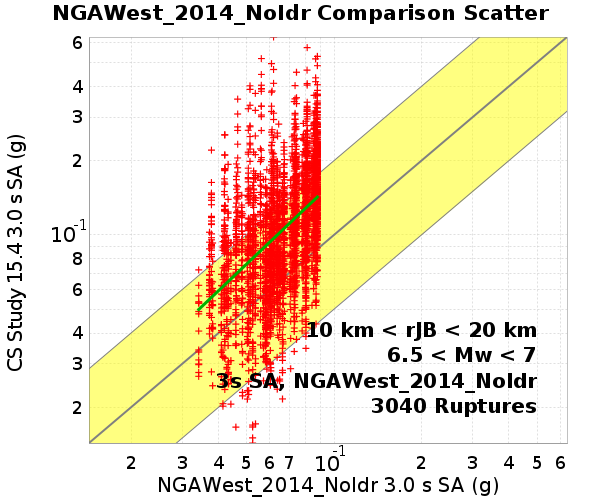 NGAWest_2014_NoIdr Comparison Scatter
6
4
3
2
10⁻¹
8
6
4
3
2
CS Study 15.4 3.0 s SA (g)
10 km < rJB < 20 km
6.5 < Mw < 7
3s SA, NGAWest_2014_NoIdr
3040 Ruptures
2 3 4 5 6 7 10⁻¹ 2 3 4 5 6
NGAWest_2014_NoIdr 3.0 s SA (g)